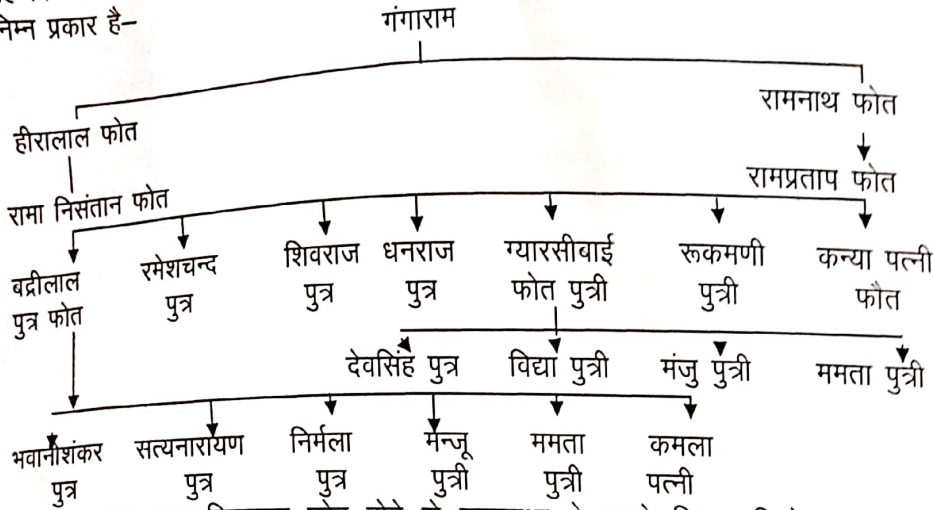 निम्न प्रकार है–
गंगाराम
हीरालाल फोत
रामनाथ फोत
रामा निसंतान फोत
रामप्रताप फोत
बद्रीलाल
पुत्र फोत
रमेशचन्द
पुत्र
शिवराज
पुत्र
धनराज
पुत्र
ग्यारसीबाई
फोत पुत्री
रूकमणी
पुत्री
कन्या पत्नी
फौत
देवसिंह पुत्र
विद्या पुत्री
मंजु पुत्री
ममता पुत्री
भवानीशंकर
पुत्र
सत्यनारायण
पुत्र
निर्मला
पुत्र
मन्जू
पुत्री
ममता
पुत्री
कमला
पत्नी